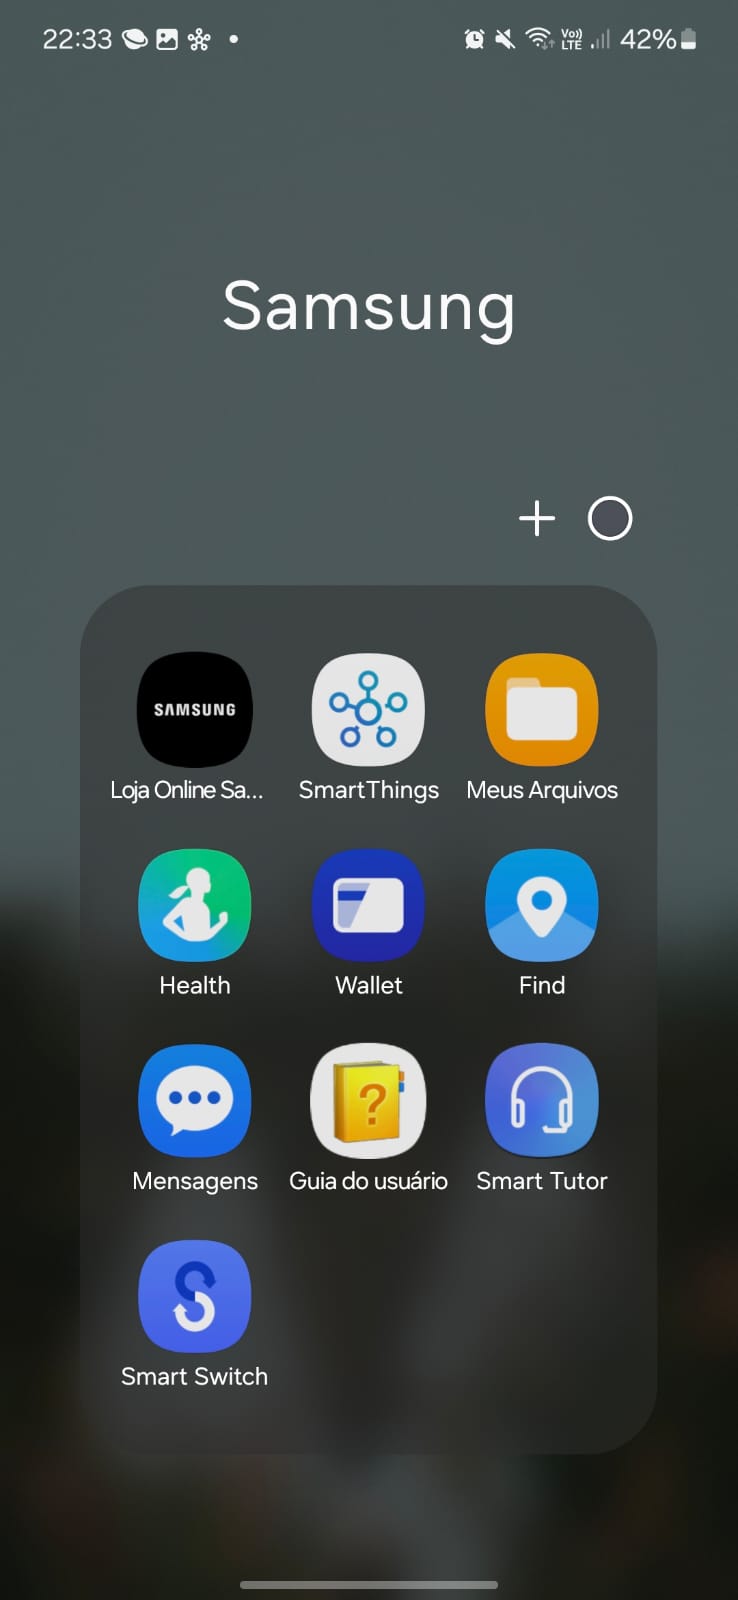 22:33 Vo)) LTE 42%
Samsung
SAMSUNG
Loja Online Sa... SmartThings Meus Arquivos
Health Wallet Find
?
Mensagens Guia do usuário Smart Tutor
Smart Switch